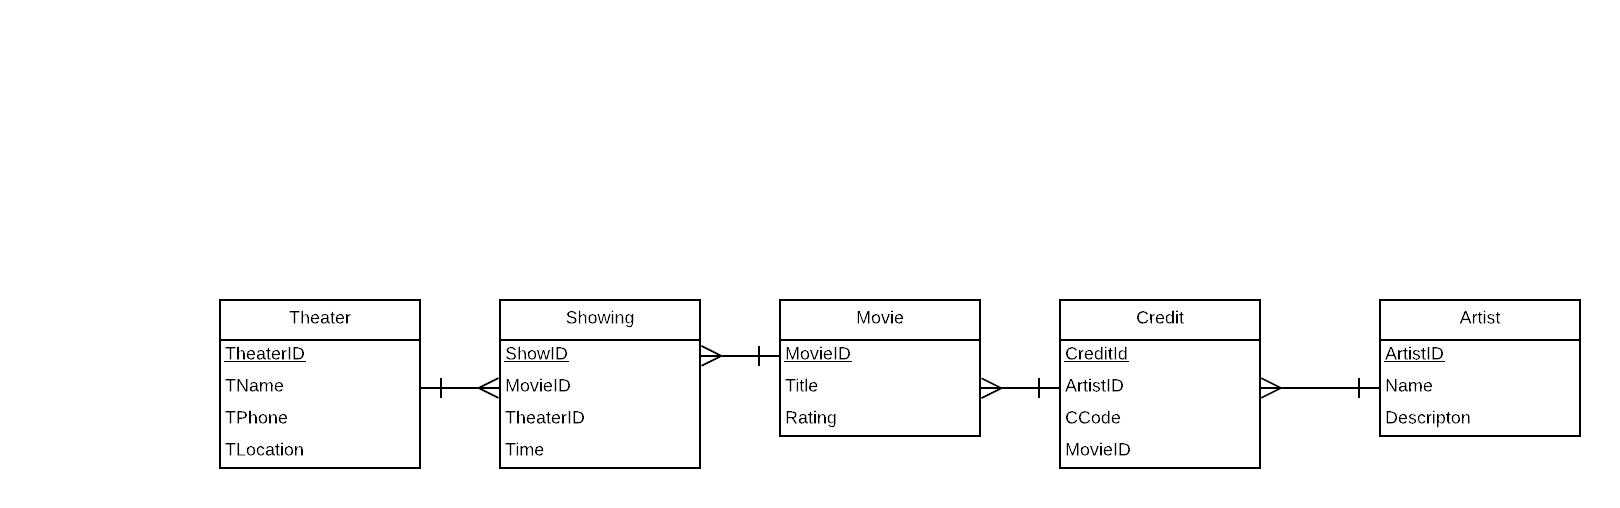 Theater
TheaterID
TName
TPhone
TLocation
Showing
ShowID
MovieID
TheaterID
Time
Movie
MovieID
Title
Rating
Credit
CreditId
ArtistID
CCode
MovieID
Artist
ArtistID
Name
Descripton